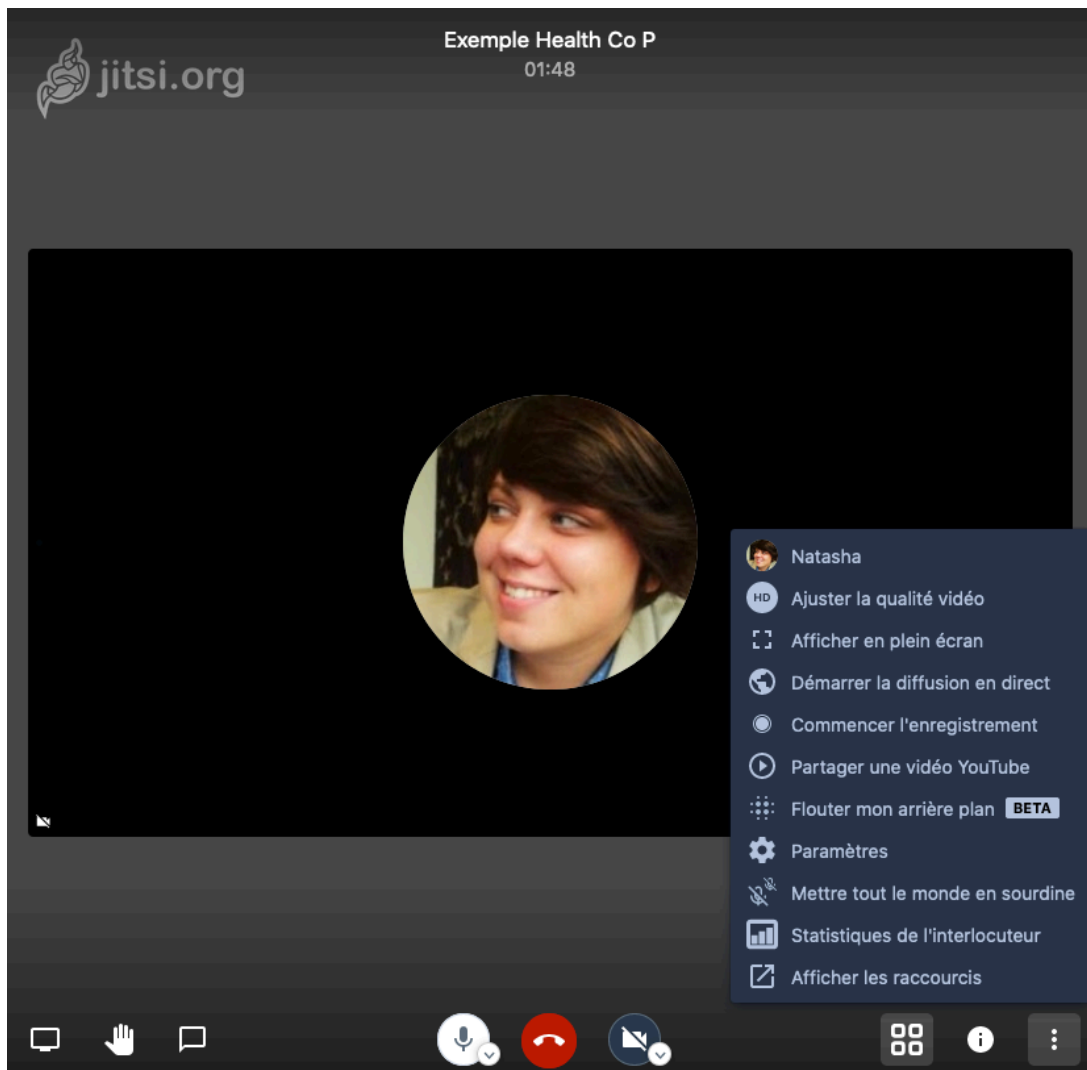 jitsi.org
Exemple Health Co P
01:48
Natasha
HD
Ajuster la qualité vidéo
Afficher en plein écran
Démarrer la diffusion en direct
Commencer l'enregistrement
Partager une vidéo YouTube
Flouter mon arrière plan BETA
Paramètres
Mettre tout le monde en sourdine
Statistiques de l'interlocuteur
Afficher les raccourcis